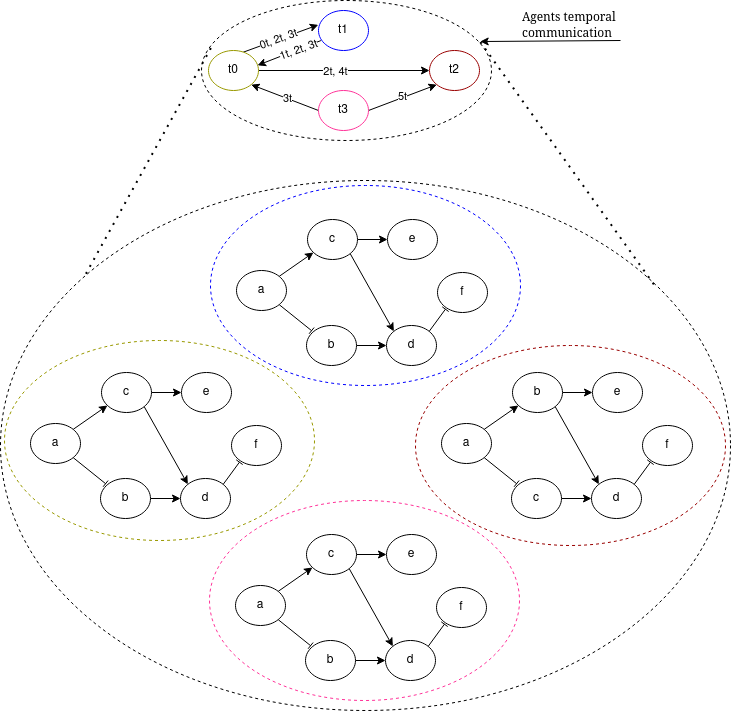 Agents temporal
communication
t1
0t, 2t, 3t
1t, 2t, 3t
t0
2t, 4t
t2
3t
5t
t3
c
e
a
f
b
d
c
e
a
f
b
d
b
e
a
f
c
d
c
e
a
f
b
d